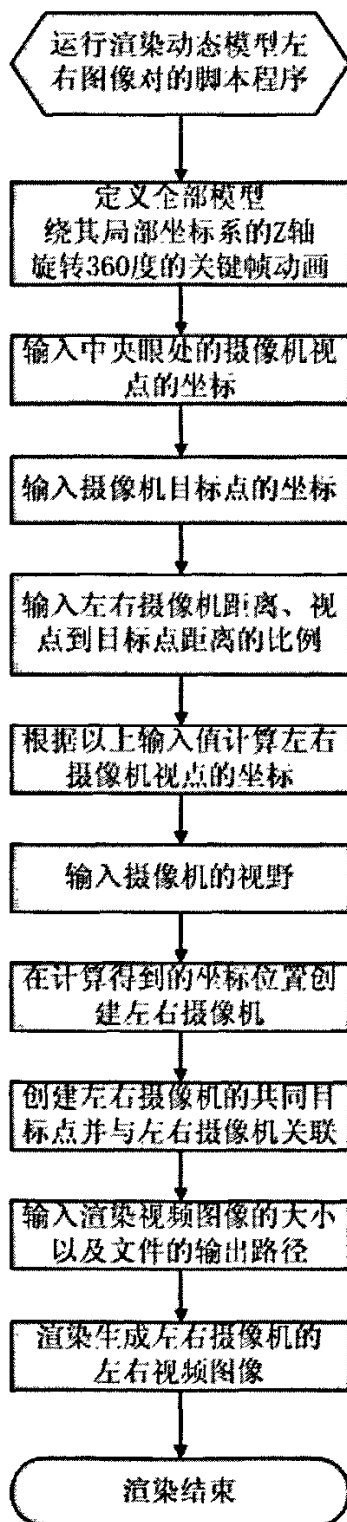 运行渲染动态模型左
右图像对的脚本程序
定义全部模型
绕其局部坐标系的Z轴
旋转360度的关键帧动画
输入中央眼处的摄像机视
点的坐标
输入摄像机目标点的坐标
输入左右摄像机距离、视
点到目标点距离的比例
根据以上输入值计算左右
摄像机视点的坐标
输入摄像机的视野
在计算得到的坐标位置创
建左右摄像机
创建左右摄像机的共同目
标点并与左右摄像机关联
输入渲染视频图像的大小
以及文件的输出路径
渲染生成左右摄像机的
左右视频图像
渲染结束